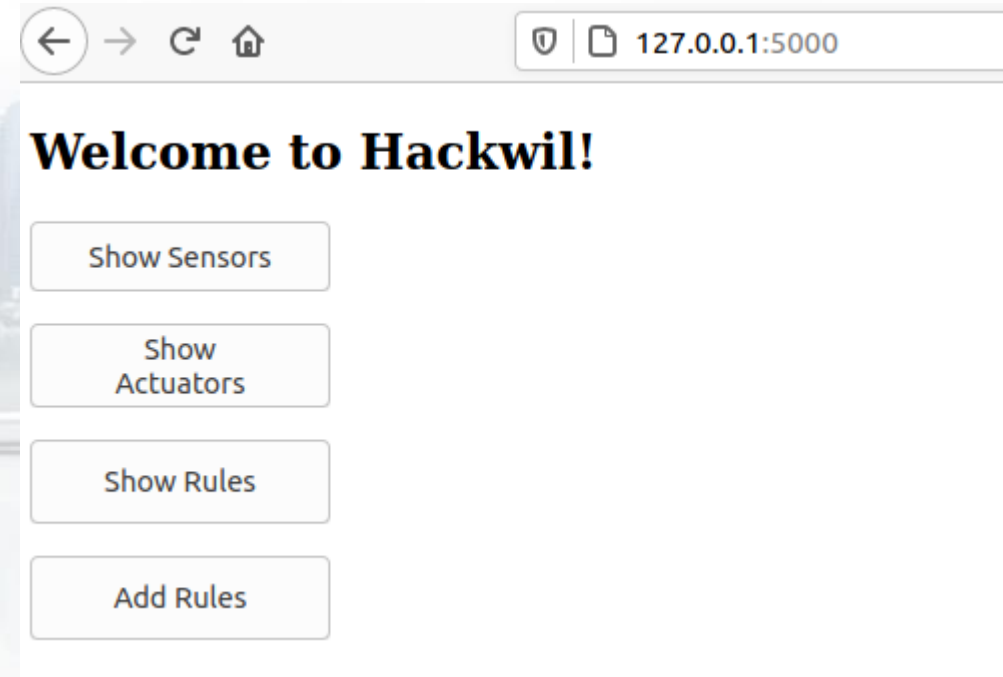 127.0.0.1:5000
Welcome to Hackwil!
Show Sensors
Show
Actuators
Show Rules
Add Rules